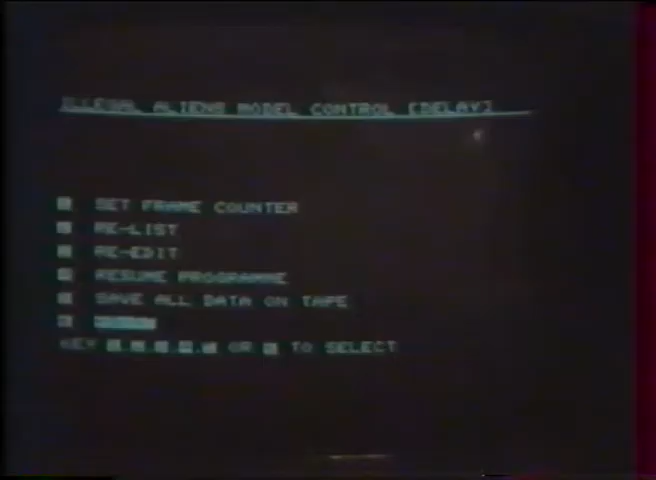 ILLEGAL ALIENS MODEL CONTROL [DELAY]
SET FRAME COUNTER
RE-LIST
RE-EDIT
RESUME PROGRAMME
SAVE ALL DATA ON TAPE
KEY OR TO SELECT